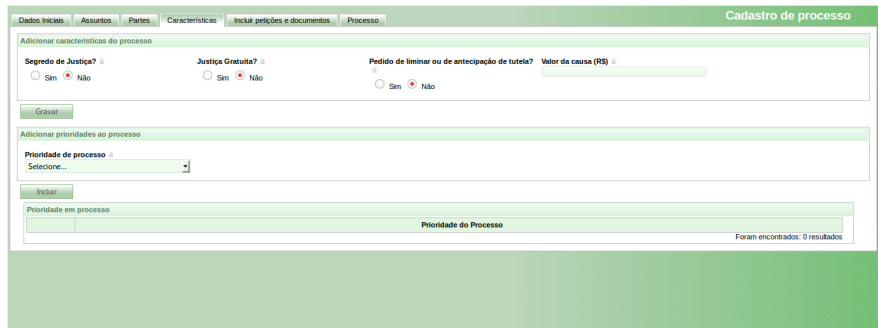 Cadastro de processo
Dados Iniciais Assuntos Partes Características Incluir petições e documentos Processo
Adicionar características do processo
Segredo de Justiça? Justiça Gratuita? Pedido de liminar ou de antecipação de tutela? Valor da causa (R$)
Sim Não Sim Não Sim Não
Gravar
Adicionar prioridades ao processo
Prioridade de processo
Selecione...
Incluir
Prioridade em processo
Prioridade do Processo
Foram encontrados: 0 resultados